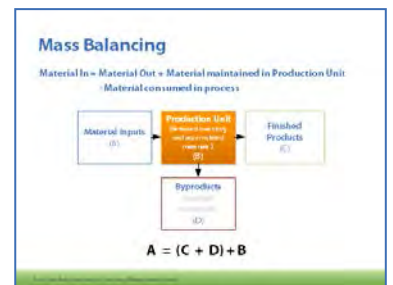 Mass Balancing
Material In = Material Out + Material maintained in Production Unit
- Material consumed in process
Material Inputs
(A)
Production Unit
(B)
Finished
Products
(C)
Byproducts
(D)
A = (C + D) + B